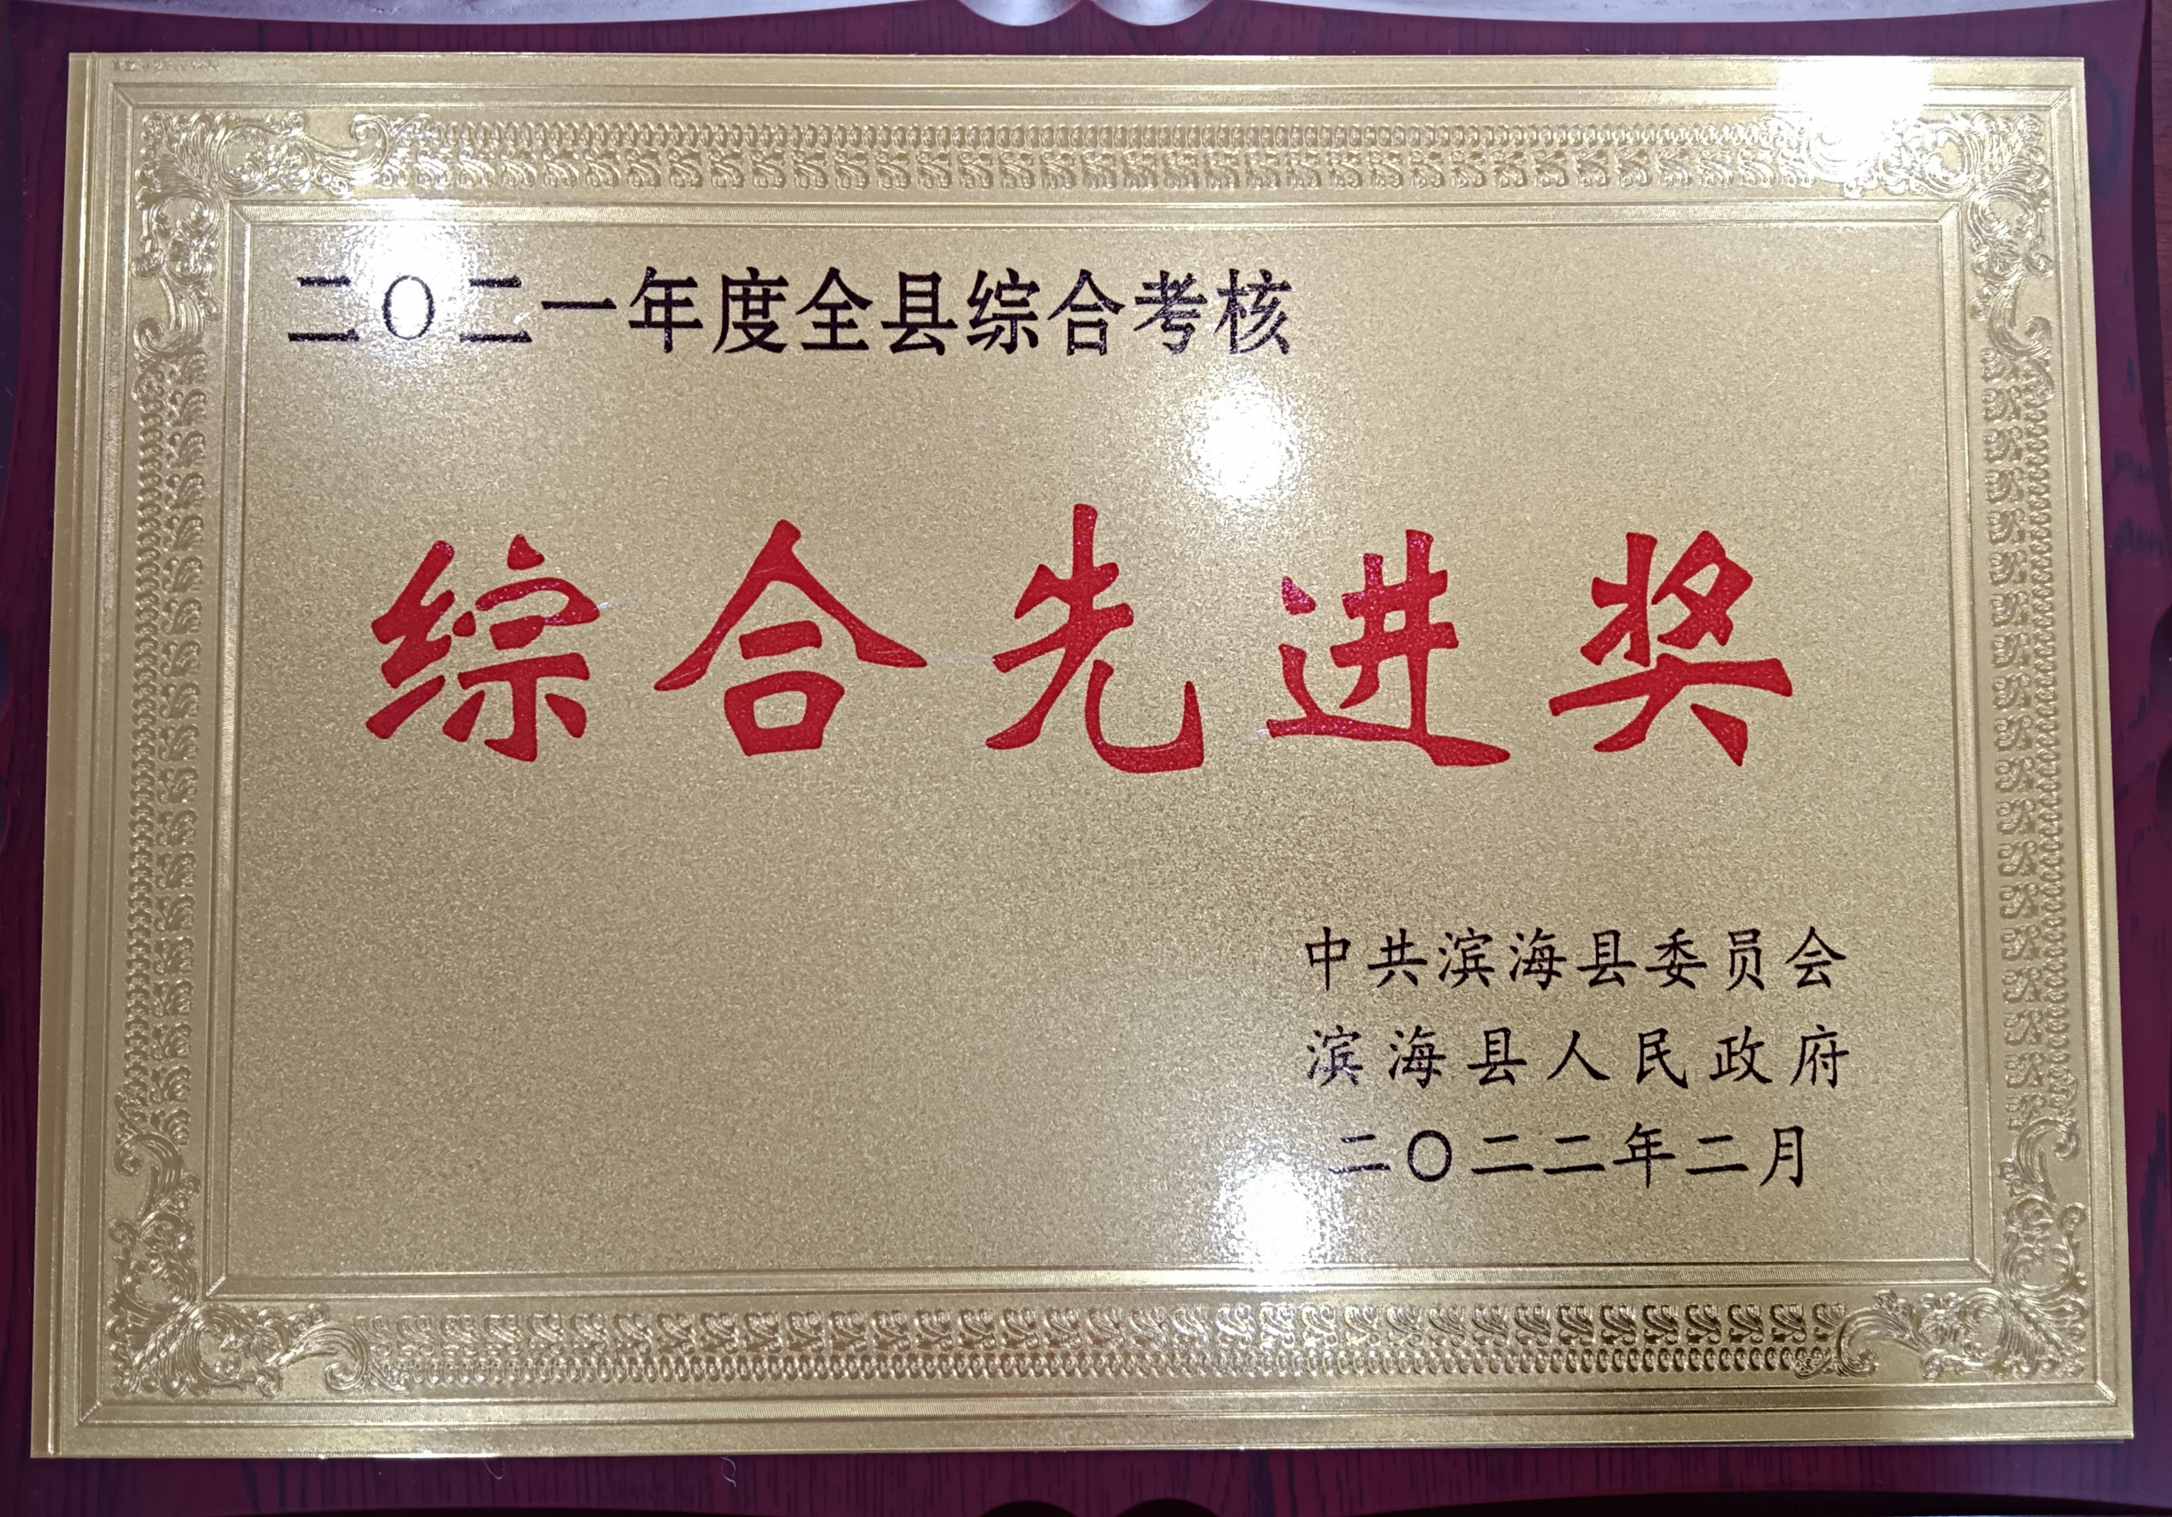 二〇二一年度全县综合考核
综合先进奖
中共滨海县委员会
滨海县人民政府
二〇二二年二月